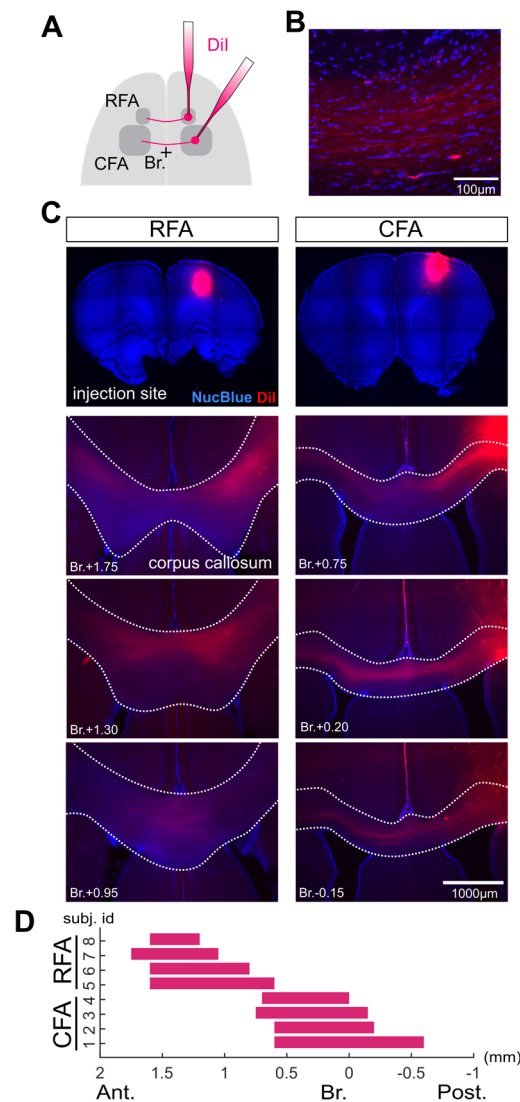 A
DiI
RFA
CFA
Br.
+
B
100μm
C
RFA
CFA
injection site
NucBlue DiI
corpus callosum
Br.+1.75
Br.+0.75
Br.+1.30
Br.+0.20
Br.+0.95
Br.-0.15
1000μm
D
subj. id
RFA
CFA
8
7
6
5
4
3
2
1
2
1
0.5
0
-0.5
-1
(mm)
Ant.
Br.
Post.